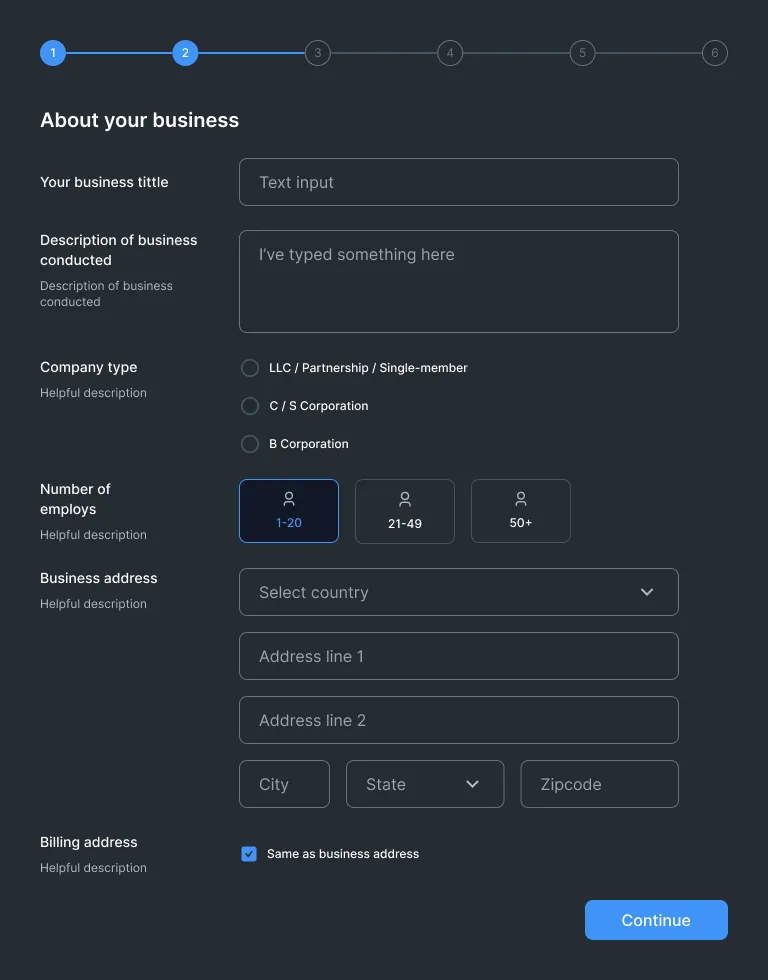 1 2 3 4 5 6
About your business
Your business tittle
Text input
Description of business
conducted
Description of business
conducted
I've typed something here
Company type
Helpful description
LLC / Partnership / Single-member
C / S Corporation
B Corporation
Number of
employs
Helpful description
1-20
21-49
50+
Business address
Helpful description
Select country
Address line 1
Address line 2
City
State
Zipcode
Billing address
Helpful description
Same as business address
Continue